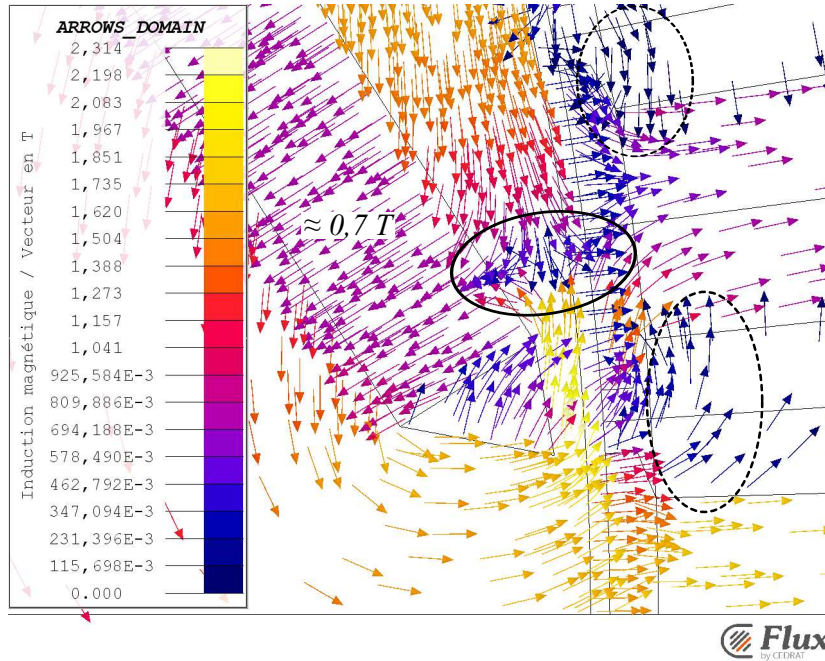 ARROWS_DOMAIN
2,314
2,198
2,083
1,967
1,851
1,735
1,620
1,504
1,388
1,273
1,157
1,041
925,584E-3
809,886E-3
694,188E-3
578,490E-3
462,792E-3
347,094E-3
231,396E-3
115,698E-3
0.000
Induction magnétique / Vecteur en T
≈ 0,7 T
Flux
by CEDRAT